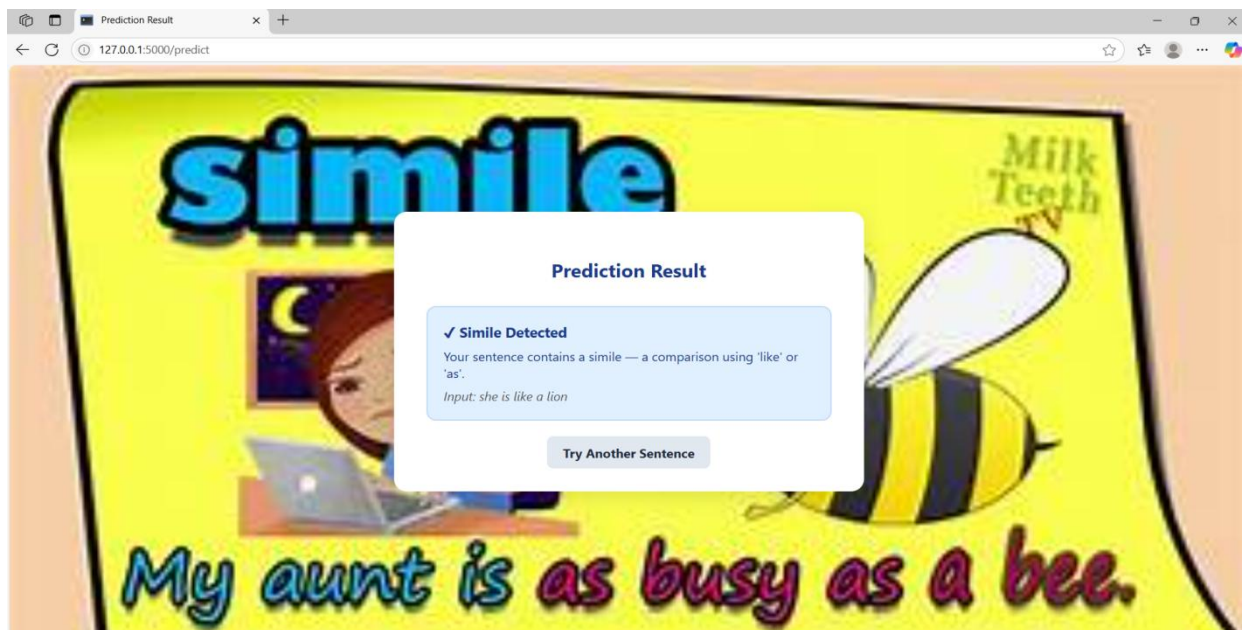 Prediction Result
127.0.0.1:5000/predict
simile
Milk
Teeth
TV
Prediction Result
✓ Simile Detected
Your sentence contains a simile — a comparison using 'like' or
'as'.
Input: she is like a lion
Try Another Sentence
My aunt is as busy as a bee.